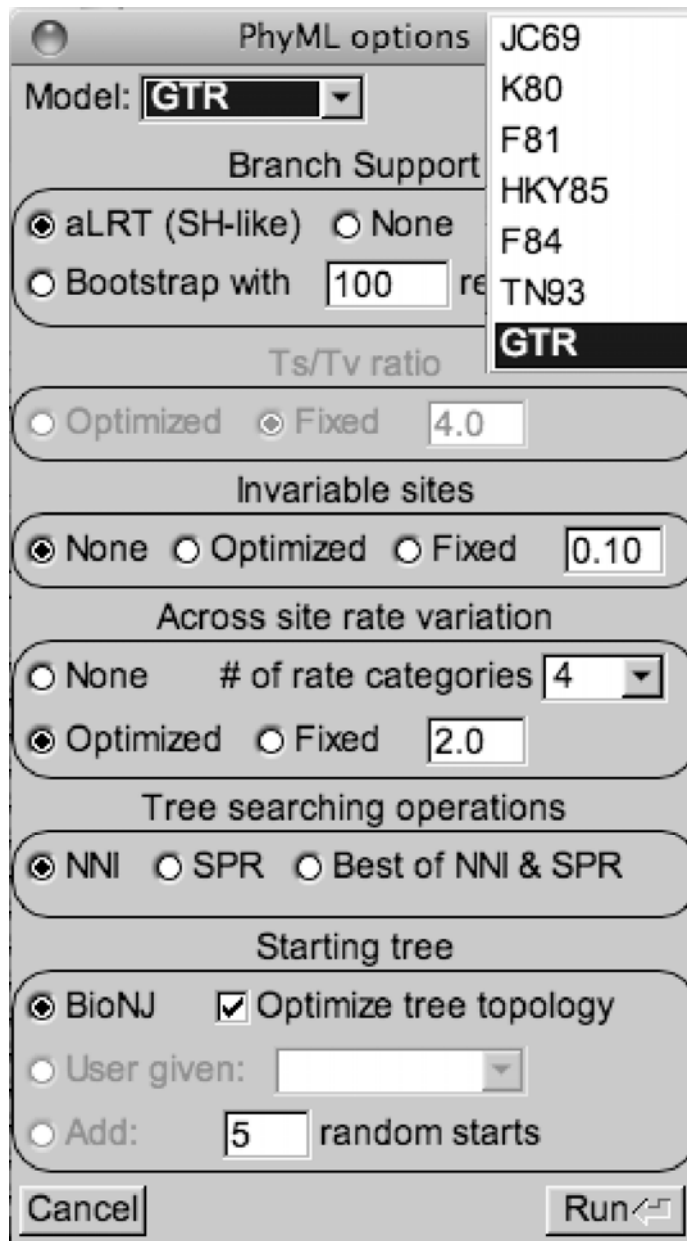 PhyML options
Model: GTR
JC69
K80
F81
HKY85
F84
TN93
GTR
Branch Support
aLRT (SH-like) None
Bootstrap with 100
Ts/Tv ratio
Optimized Fixed 4.0
Invariable sites
None Optimized Fixed 0.10
Across site rate variation
None # of rate categories 4
Optimized Fixed 2.0
Tree searching operations
NNI SPR Best of NNI & SPR
Starting tree
BioNJ Optimize tree topology
User given:
Add: 5 random starts
Cancel Run